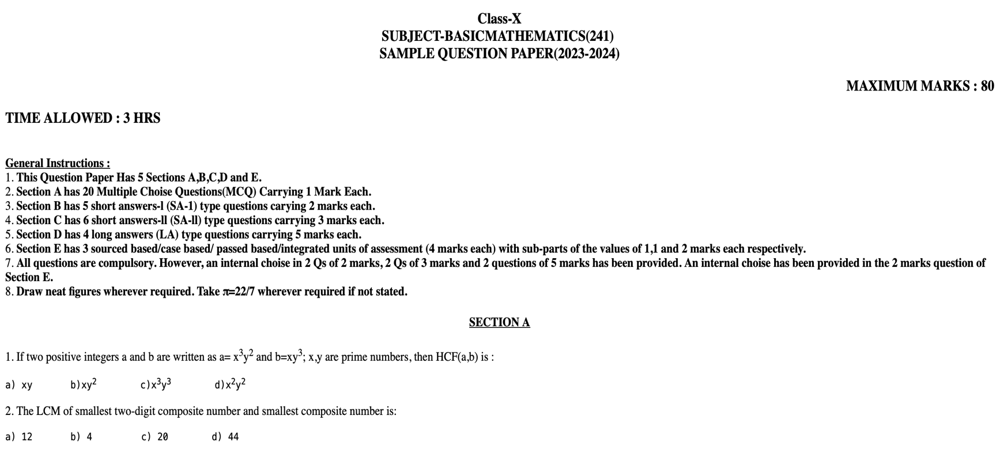 Class-X
SUBJECT-BASICMATHEMATICS(241)
SAMPLE QUESTION PAPER(2023-2024)
MAXIMUM MARKS : 80
TIME ALLOWED : 3 HRS
General Instructions :
1. This Question Paper Has 5 Sections A,B,C,D and E.
2. Section A has 20 Multiple Choise Questions(MCQ) Carrying 1 Mark Each.
3. Section B has 5 short answers-l (SA-1) type questions carying 2 marks each.
4. Section C has 6 short answers-ll (SA-ll) type questions carrying 3 marks each.
5. Section D has 4 long answers (LA) type questions carrying 5 marks each.
6. Section E has 3 sourced based/case based/ passed based/integrated units of assessment (4 marks each) with sub-parts of the values of 1,1 and 2 marks each respectively.
7. All questions are compulsory. However, an internal choise in 2 Qs of 2 marks, 2 Qs of 3 marks and 2 questions of 5 marks has been provided. An internal choise has been provided in the 2 marks question of
Section E.
8. Draw neat figures wherever required. Take π=22/7 wherever required if not stated.
SECTION A
1. If two positive integers a and b are written as a= x³y² and b=xy³; x,y are prime numbers, then HCF(a,b) is :
a) xy b)xy² c)x³y³ d)x²y²
2. The LCM of smallest two-digit composite number and smallest composite number is:
a) 12 b) 4 c) 20 d) 44